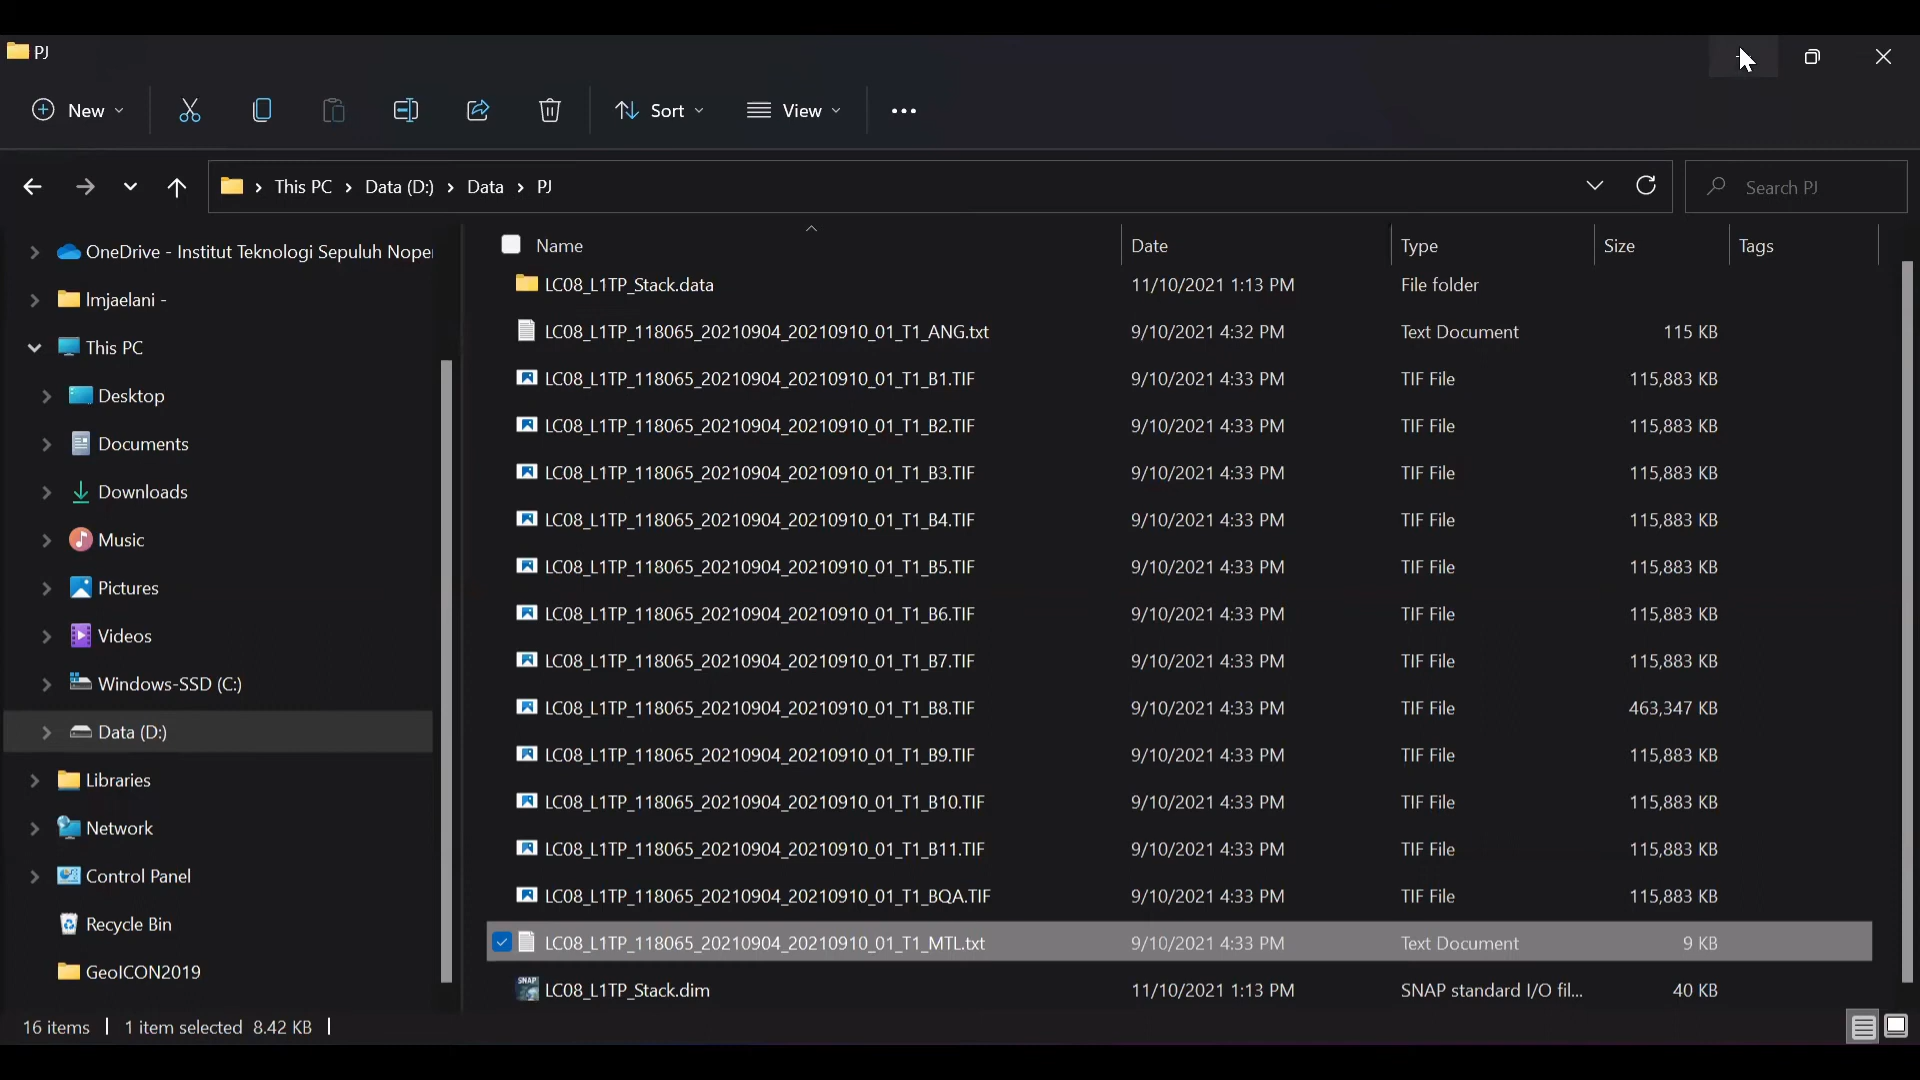 PJ
New
Sort
View
This PC > Data (D:) > Data > PJ
Search PJ
OneDrive - Institut Teknologi Sepuluh Noper
lmjaelani -
This PC
Desktop
Documents
Downloads
Music
Pictures
Videos
Windows-SSD (C:)
Data (D:)
Libraries
Network
Control Panel
Recycle Bin
GeoICON2019
Name Date Type Size Tags
LC08_L1TP_Stack.data 11/10/2021 1:13 PM File folder
LC08_L1TP_118065_20210904_20210910_01_T1_ANG.txt 9/10/2021 4:32 PM Text Document 115 KB
LC08_L1TP_118065_20210904_20210910_01_T1_B1.TIF 9/10/2021 4:33 PM TIF File 115,883 KB
LC08_L1TP_118065_20210904_20210910_01_T1_B2.TIF 9/10/2021 4:33 PM TIF File 115,883 KB
LC08_L1TP_118065_20210904_20210910_01_T1_B3.TIF 9/10/2021 4:33 PM TIF File 115,883 KB
LC08_L1TP_118065_20210904_20210910_01_T1_B4.TIF 9/10/2021 4:33 PM TIF File 115,883 KB
LC08_L1TP_118065_20210904_20210910_01_T1_B5.TIF 9/10/2021 4:33 PM TIF File 115,883 KB
LC08_L1TP_118065_20210904_20210910_01_T1_B6.TIF 9/10/2021 4:33 PM TIF File 115,883 KB
LC08_L1TP_118065_20210904_20210910_01_T1_B7.TIF 9/10/2021 4:33 PM TIF File 115,883 KB
LC08_L1TP_118065_20210904_20210910_01_T1_B8.TIF 9/10/2021 4:33 PM TIF File 463,347 KB
LC08_L1TP_118065_20210904_20210910_01_T1_B9.TIF 9/10/2021 4:33 PM TIF File 115,883 KB
LC08_L1TP_118065_20210904_20210910_01_T1_B10.TIF 9/10/2021 4:33 PM TIF File 115,883 KB
LC08_L1TP_118065_20210904_20210910_01_T1_B11.TIF 9/10/2021 4:33 PM TIF File 115,883 KB
LC08_L1TP_118065_20210904_20210910_01_T1_BQA.TIF 9/10/2021 4:33 PM TIF File 115,883 KB
LC08_L1TP_118065_20210904_20210910_01_T1_MTL.txt 9/10/2021 4:33 PM Text Document 9 KB
SNAP LC08_L1TP_Stack.dim 11/10/2021 1:13 PM SNAP standard I/O fil... 40 KB
16 items 1 item selected 8.42 KB